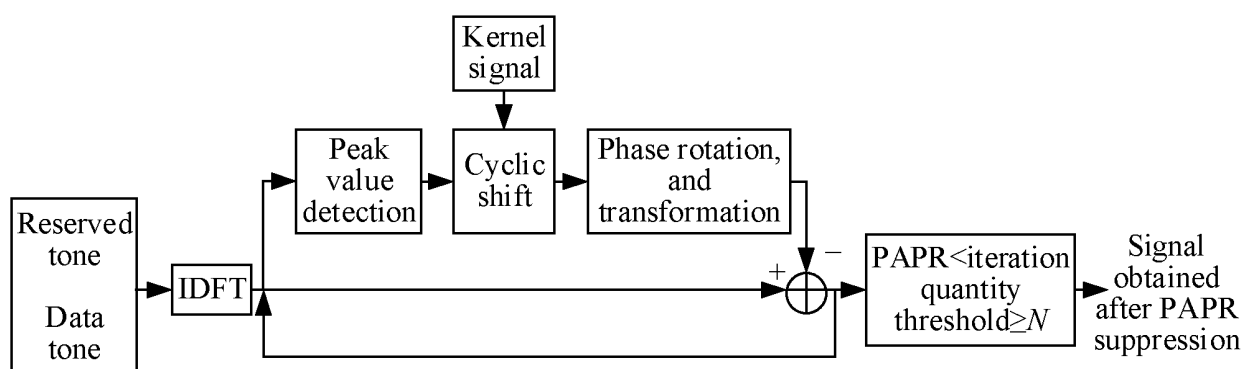 Kernel
signal
Peak
value
detection
Cyclic
shift
Phase rotation,
and
transformation
Reserved
tone
Data
tone
IDFT
+
−
PAPR<iteration
quantity
threshold≥N
Signal
obtained
after PAPR
suppression